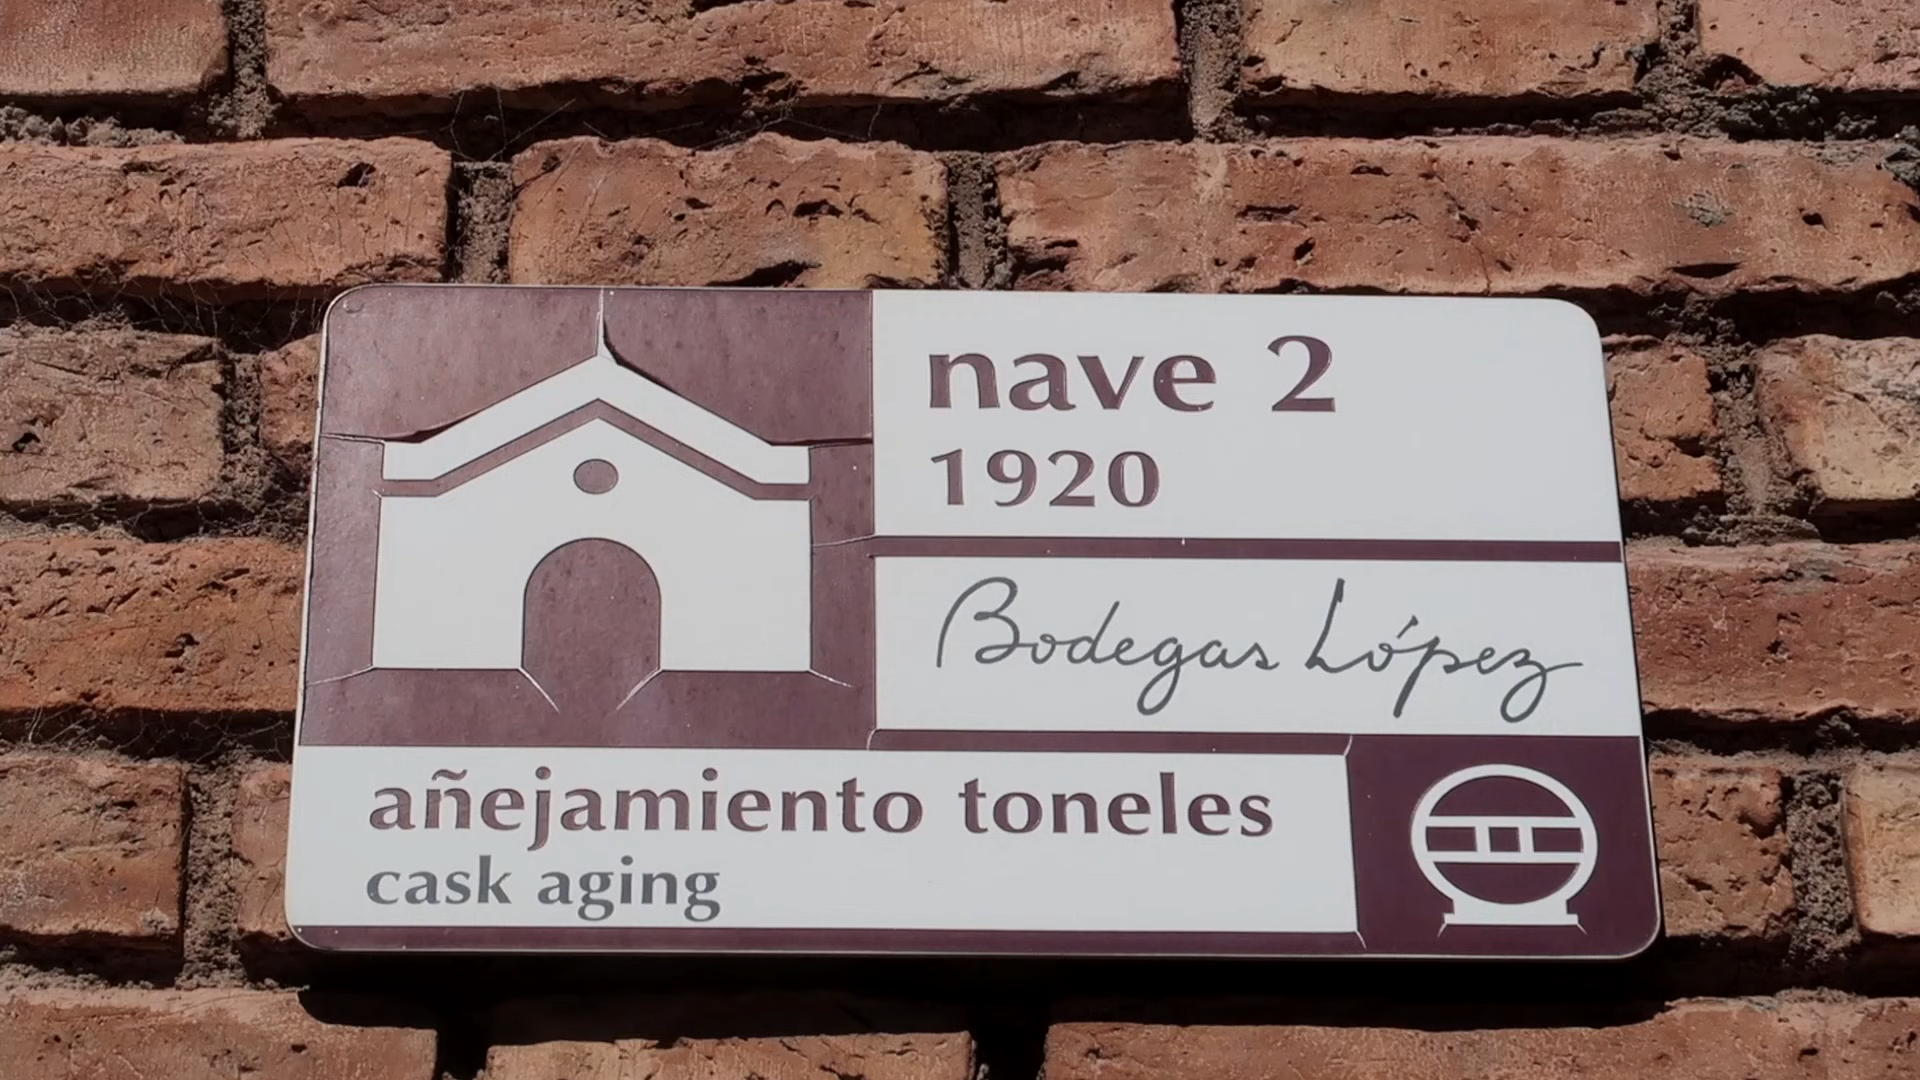 nave 2
1920
Bodegas López
añejamiento toneles
cask aging